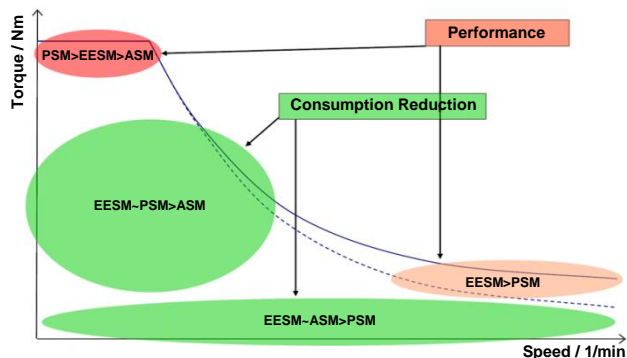 Torque / Nm
PSM>EESM>ASM
Performance
Consumption Reduction
EESM~PSM>ASM
EESM>PSM
EESM~ASM>PSM
Speed / 1/min